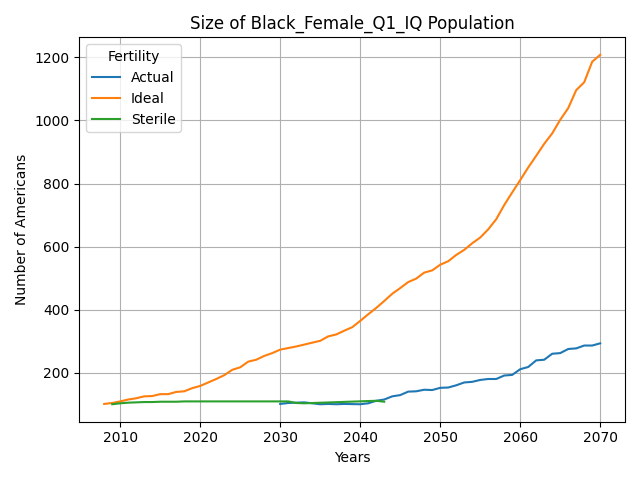 Size of Black_Female_Q1_IQ Population
Fertility
Actual
Ideal
Sterile
1200
1000
800
600
400
200
Number of Americans
2010 2020 2030 2040 2050 2060 2070
Years